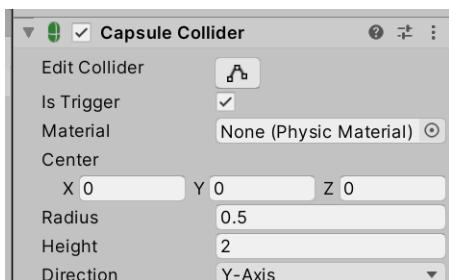 Capsule Collider
Edit Collider
Is Trigger
Material None (Physic Material)
Center
X 0 Y 0 Z 0
Radius 0.5
Height 2
Direction Y-Axis